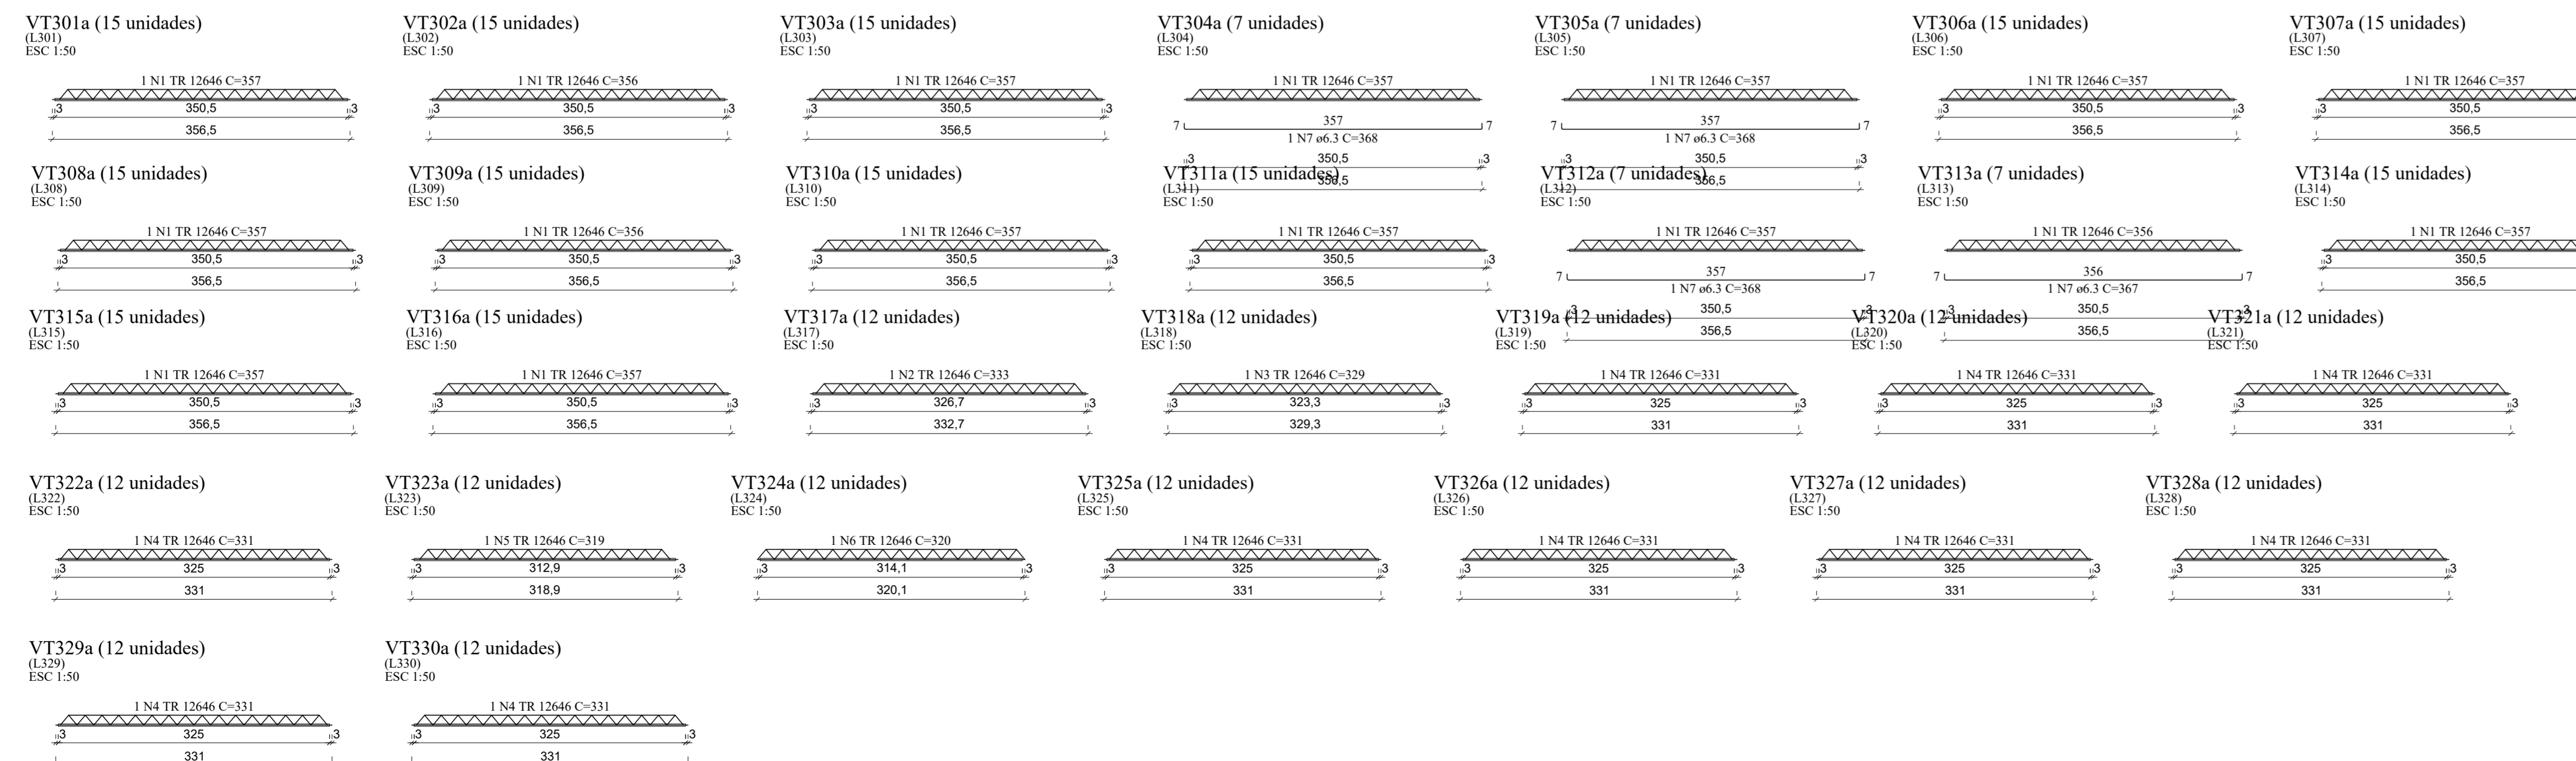 VT301a (15 unidades)
(L301)
ESC 1:50
1 N1 TR 12646 C=357
3 350,5 3
356,5
VT302a (15 unidades)
(L302)
ESC 1:50
1 N1 TR 12646 C=356
3 350,5 3
356,5
VT303a (15 unidades)
(L303)
ESC 1:50
1 N1 TR 12646 C=357
3 350,5 3
356,5
VT304a (7 unidades)
(L304)
ESC 1:50
1 N1 TR 12646 C=357
7 357 7
1 N7 ø6.3 C=368
3 350,5 3
356,5
VT305a (7 unidades)
(L305)
ESC 1:50
1 N1 TR 12646 C=357
7 357 7
1 N7 ø6.3 C=368
3 350,5 3
356,5
VT306a (15 unidades)
(L306)
ESC 1:50
1 N1 TR 12646 C=357
3 350,5 3
356,5
VT307a (15 unidades)
(L307)
ESC 1:50
1 N1 TR 12646 C=357
3 350,5
356,5
VT308a (15 unidades)
(L308)
ESC 1:50
1 N1 TR 12646 C=357
3 350,5 3
356,5
VT309a (15 unidades)
(L309)
ESC 1:50
1 N1 TR 12646 C=356
3 350,5 3
356,5
VT310a (15 unidades)
(L310)
ESC 1:50
1 N1 TR 12646 C=357
3 350,5 3
356,5
VT311a (15 unidades)
(L311)
ESC 1:50
1 N1 TR 12646 C=357
3 350,5 3
356,5
VT312a (7 unidades)
(L312)
ESC 1:50
1 N1 TR 12646 C=357
7 357 7
1 N7 ø6.3 C=368
3 350,5 3
356,5
VT313a (7 unidades)
(L313)
ESC 1:50
1 N1 TR 12646 C=356
7 356 7
1 N7 ø6.3 C=367
3 350,5 3
356,5
VT314a (15 unidades)
(L314)
ESC 1:50
1 N1 TR 12646 C=357
3 350,5
356,5
VT315a (15 unidades)
(L315)
ESC 1:50
1 N1 TR 12646 C=357
3 350,5 3
356,5
VT316a (15 unidades)
(L316)
ESC 1:50
1 N1 TR 12646 C=357
3 350,5 3
356,5
VT317a (12 unidades)
(L317)
ESC 1:50
1 N2 TR 12646 C=333
3 326,7 3
332,7
VT318a (12 unidades)
(L318)
ESC 1:50
1 N3 TR 12646 C=329
3 323,3 3
329,3
VT319a (12 unidades)
(L319)
ESC 1:50
1 N4 TR 12646 C=331
3 325 3
331
VT320a (12 unidades)
(L320)
ESC 1:50
1 N4 TR 12646 C=331
3 325 3
331
VT321a (12 unidades)
(L321)
ESC 1:50
1 N4 TR 12646 C=331
3 325 3
331
VT322a (12 unidades)
(L322)
ESC 1:50
1 N4 TR 12646 C=331
3 325 3
331
VT323a (12 unidades)
(L323)
ESC 1:50
1 N5 TR 12646 C=319
3 312,9 3
318,9
VT324a (12 unidades)
(L324)
ESC 1:50
1 N6 TR 12646 C=320
3 314,1 3
320,1
VT325a (12 unidades)
(L325)
ESC 1:50
1 N4 TR 12646 C=331
3 325 3
331
VT326a (12 unidades)
(L326)
ESC 1:50
1 N4 TR 12646 C=331
3 325 3
331
VT327a (12 unidades)
(L327)
ESC 1:50
1 N4 TR 12646 C=331
3 325 3
331
VT328a (12 unidades)
(L328)
ESC 1:50
1 N4 TR 12646 C=331
3 325 3
331
VT329a (12 unidades)
(L329)
ESC 1:50
1 N4 TR 12646 C=331
3 325 3
331
VT330a (12 unidades)
(L330)
ESC 1:50
1 N4 TR 12646 C=331
3 325 3
331